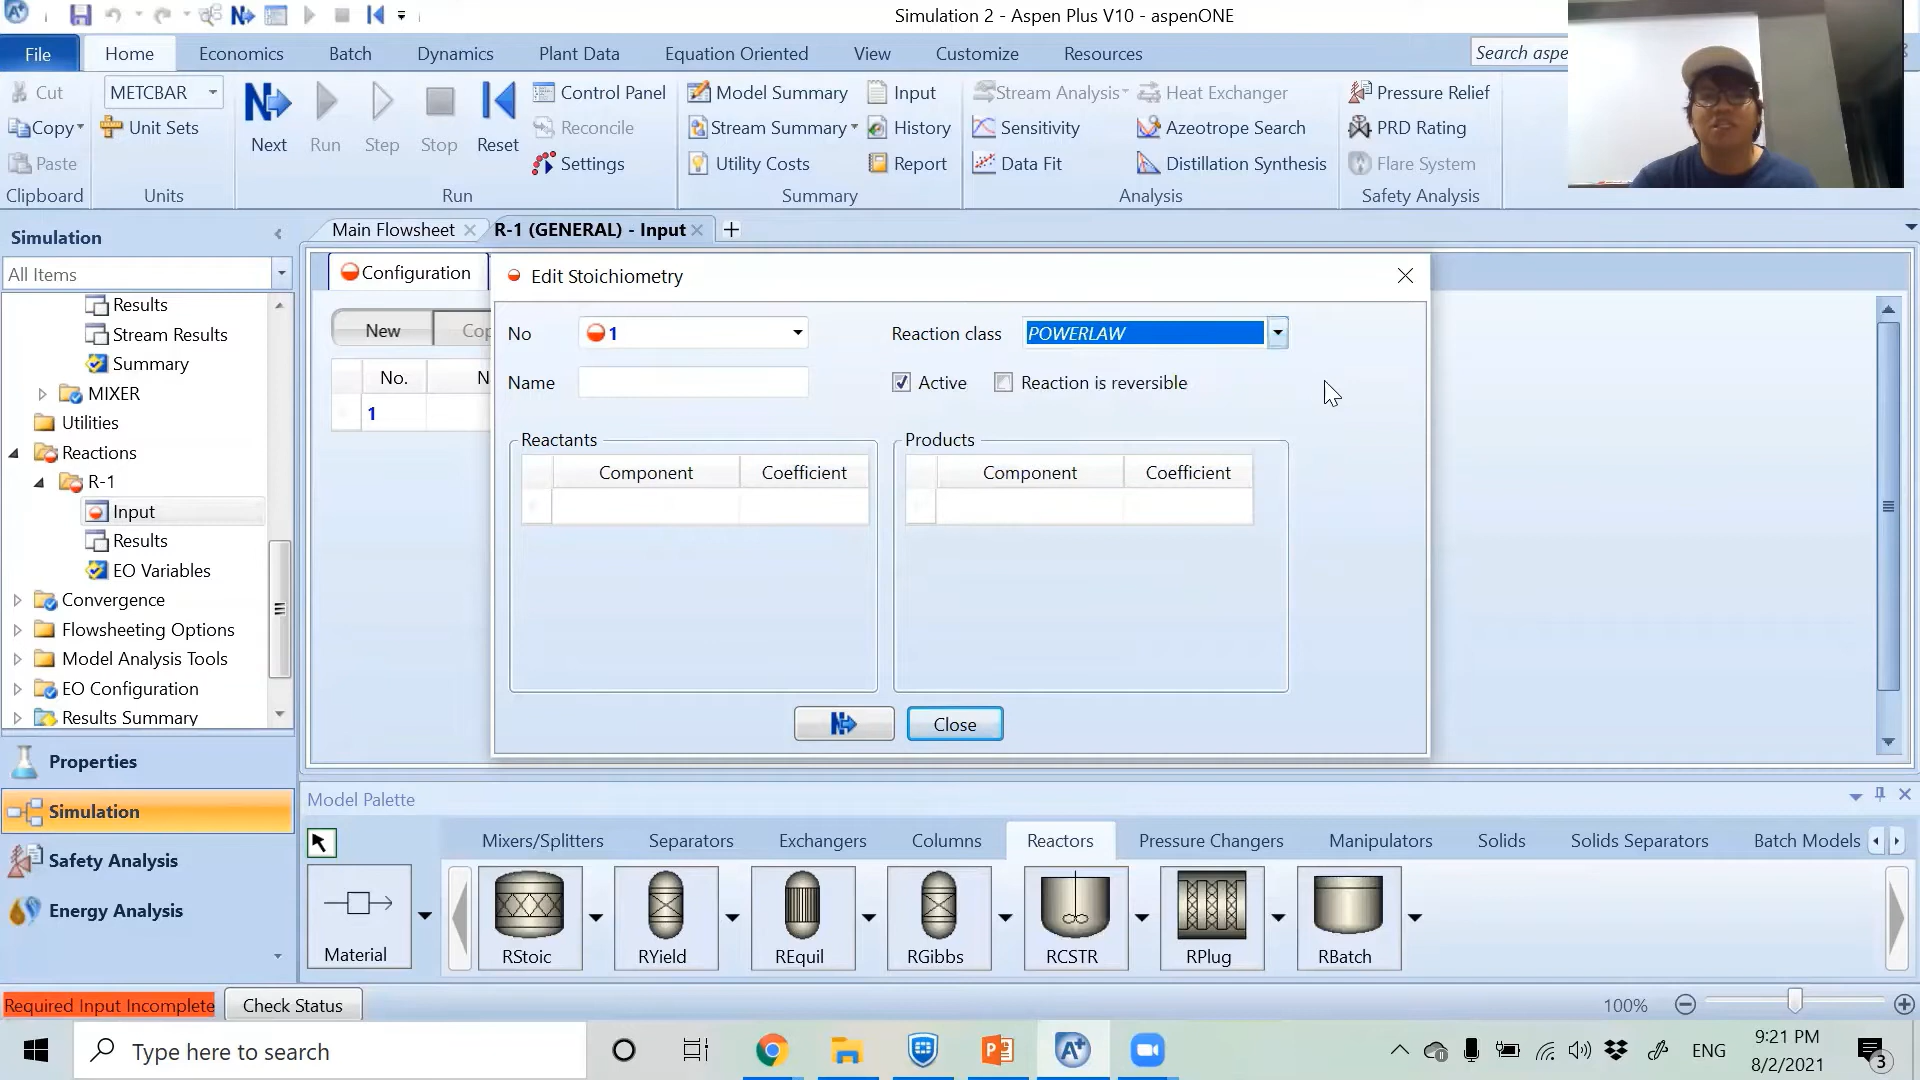 Simulation 2 - Aspen Plus V10 - aspenONE
File Home Economics Batch Dynamics Plant Data Equation Oriented View Customize Resources Search aspe
Cut METCBAR Control Panel Model Summary Input Stream Analysis Heat Exchanger Pressure Relief
Copy Unit Sets Next Run Step Stop Reset Reconcile Stream Summary History Sensitivity Azeotrope Search PRD Rating
Paste Settings Utility Costs Report Data Fit Distillation Synthesis Flare System
Clipboard Units Run Summary Analysis Safety Analysis
Simulation Main Flowsheet R-1 (GENERAL) - Input
All Items Configuration Edit Stoichiometry
Results
Stream Results New Cop No 1 Reaction class POWERLAW
Summary No. N Name Active Reaction is reversible
MIXER 1
Utilities Reactants Products
Reactions Component Coefficient Component Coefficient
R-1
Input
Results
EO Variables
Convergence
Flowsheeting Options
Model Analysis Tools
EO Configuration
Results Summary Close
Properties
Simulation
Safety Analysis
Energy Analysis
Model Palette
Mixers/Splitters Separators Exchangers Columns Reactors Pressure Changers Manipulators Solids Solids Separators Batch Models
Material RStoic RYield REquil RGibbs RCSTR RPlug RBatch
Required Input Incomplete Check Status 100%
Type here to search ENG 9:21 PM
8/2/2021 3